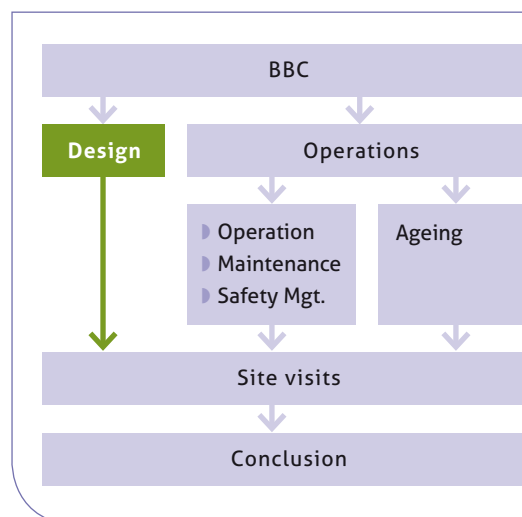 BBC
Design
Operations
Operation
Maintenance
Safety Mgt.
Ageing
Site visits
Conclusion